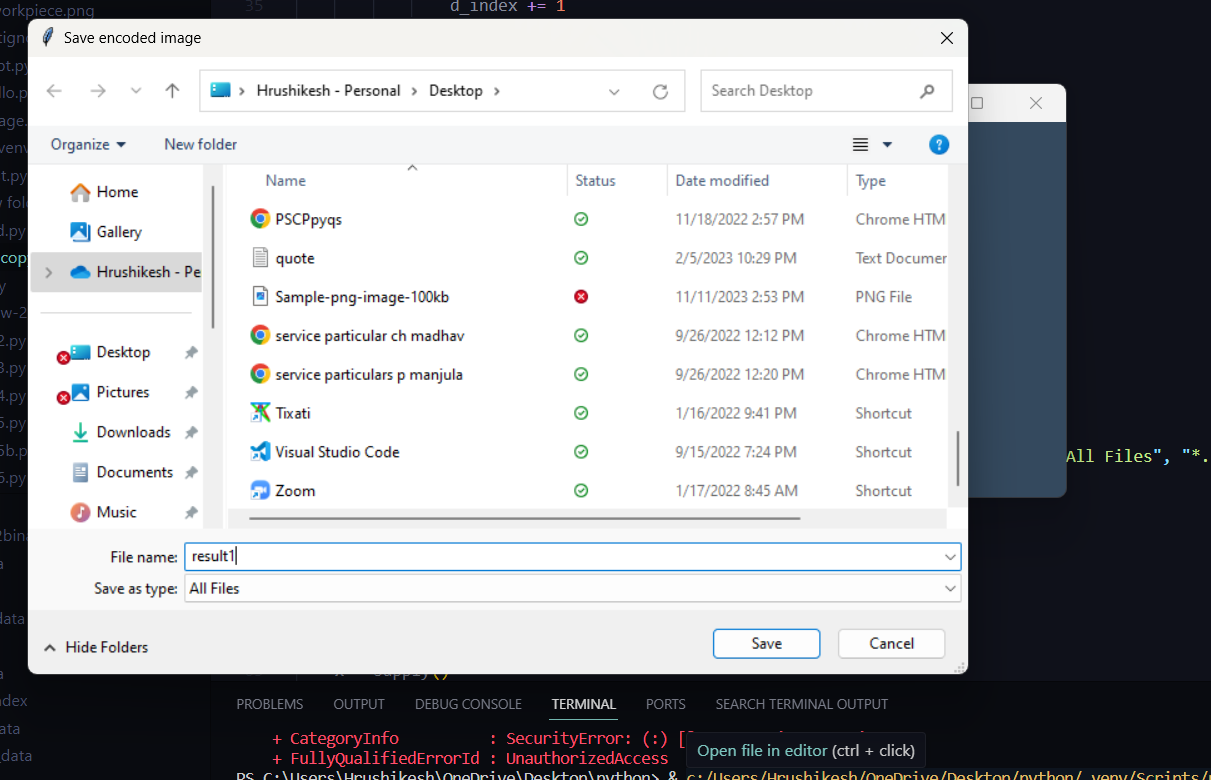 workpiece.png
35
d_index += 1
Save encoded image
Hrushikesh - Personal > Desktop >
Search Desktop
Organize
New folder
Name
Status
Date modified
Type
Home
Gallery
Hrushikesh - Pe
Desktop
Pictures
Downloads
Documents
Music
PSCPpyqs 11/18/2022 2:57 PM Chrome HTM
quote 2/5/2023 10:29 PM Text Documen
Sample-png-image-100kb 11/11/2023 2:53 PM PNG File
service particular ch madhav 9/26/2022 12:12 PM Chrome HTM
service particulars p manjula 9/26/2022 12:20 PM Chrome HTM
Tixati 1/16/2022 9:41 PM Shortcut
Visual Studio Code 9/15/2022 7:24 PM Shortcut
Zoom 1/17/2022 8:45 AM Shortcut
All Files", "*.
File name: result1
Save as type: All Files
Hide Folders
Save
Cancel
PROBLEMS OUTPUT DEBUG CONSOLE TERMINAL PORTS SEARCH TERMINAL OUTPUT
+ CategoryInfo : SecurityError: (:) [
+ FullyQualifiedErrorId : UnauthorizedAccess
Open file in editor (ctrl + click)
PS C:\Users\Hrushikesh\OneDrive\Desktop\python> & c:/Users/Hrushikesh/OneDrive/Desktop/python/.venv/Scripts/